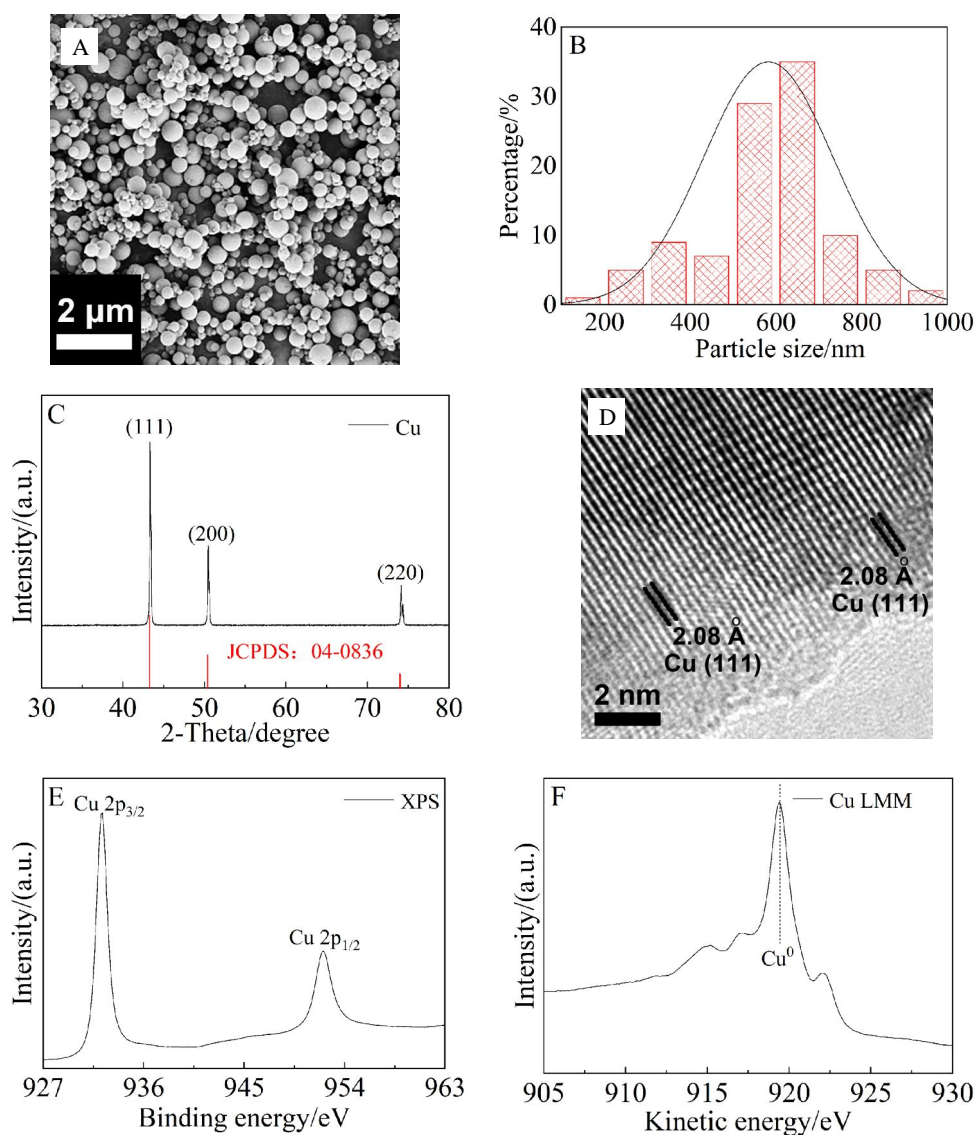 A
2 μm
B
Percentage/%
40
30
20
10
0
200 400 600 800 1000
Particle size/nm
C
(111)
Cu
(200)
(220)
Intensity/(a.u.)
JCPDS：04-0836
30 40 50 60 70 80
2-Theta/degree
D
2.08 Å
Cu (111)
2.08 Å
Cu (111)
2 nm
E
Cu 2p3/2
XPS
Cu 2p1/2
Intensity/(a.u.)
927 936 945 954 963
Binding energy/eV
F
Cu LMM
Cu⁰
Intensity/(a.u.)
905 910 915 920 925 930
Kinetic energy/eV